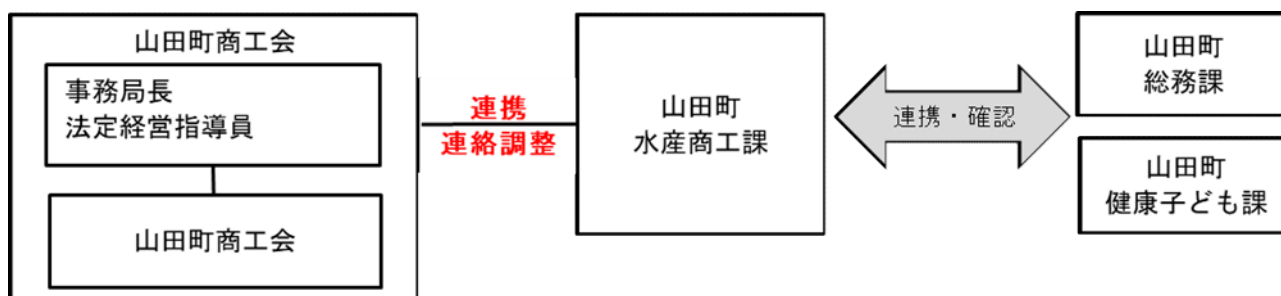 山田町商工会
事務局長
法定経営指導員
山田町商工会
連携
連絡調整
山田町
水産商工課
連携・確認
山田町
総務課
山田町
健康子ども課